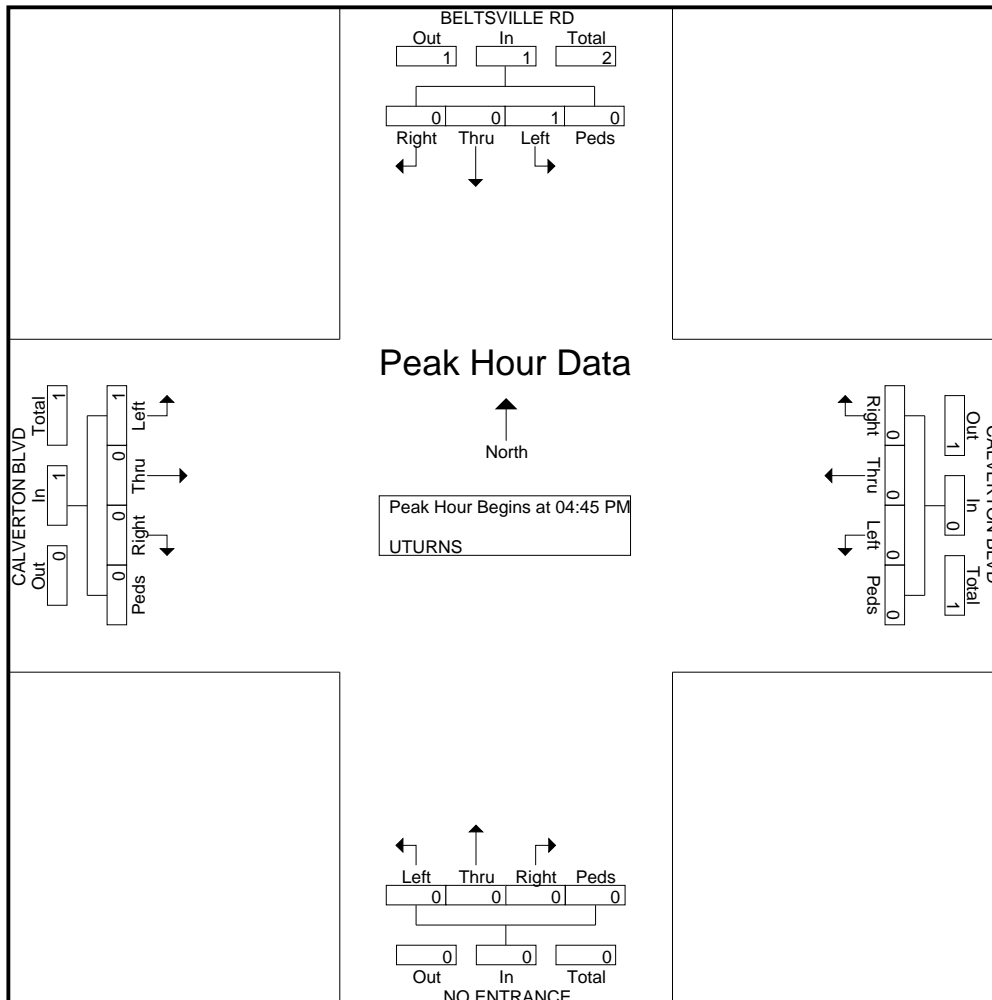 BELTSVILLE RD
Out In Total
1 1 2
0 0 1 0
Right Thru Left Peds
Peak Hour Data
North
Peak Hour Begins at 04:45 PM
UTURNS
CALVERTON BLVD
Out In Total
0 1 1
1 0 0 0
Left Thru Right Peds
CALVERTON BLVD
Out In Total
1 0 1
0 0 0 0
Right Thru Left Peds
Left Thru Right Peds
0 0 0 0
0 0 0
Out In Total
NO ENTRANCE